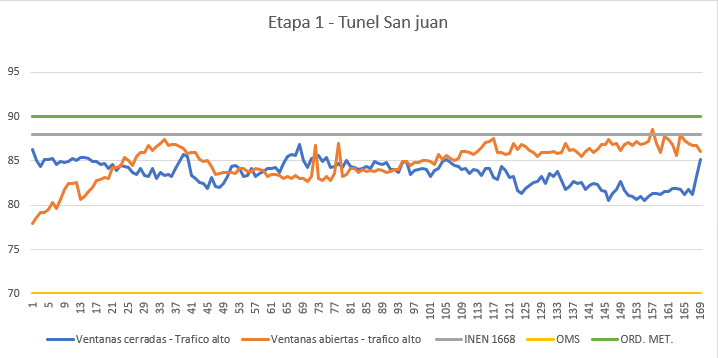 Etapa 1 - Tunel San juan
95
90
85
80
75
70
1 5 9 13 17 21 25 29 33 37 41 45 49 53 57 61 65 69 73 77 81 85 89 93 97 101 105 109 113 117 121 125 129 133 137 141 145 149 153 157 161 165 169
Ventanas cerradas - Trafico alto Ventanas abiertas - trafico alto INEN 1668 OMS ORD. MET.